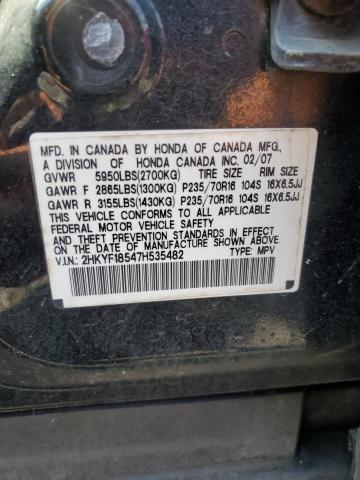 MFD. IN CANADA BY HONDA OF CANADA MFG.,
A DIVISION OF HONDA CANADA INC. 02/07
GVWR 5950LBS(2700KG) TIRE SIZE RIM SIZE
GAWR F 2865LBS(1300KG) P235/70R16 104S 16X6.5JJ
GAWR R 3155LBS(1430KG) P235/70R16 104S 16X6.5JJ
THIS VEHICLE CONFORMS TO ALL APPLICABLE
FEDERAL MOTOR VEHICLE SAFETY
AND THEFT PREVENTION STANDARDS IN EFFECT
ON THE DATE OF MANUFACTURE SHOWN ABOVE.
V.I.N.: 2HKYF18547H535482 TYPE: MPV